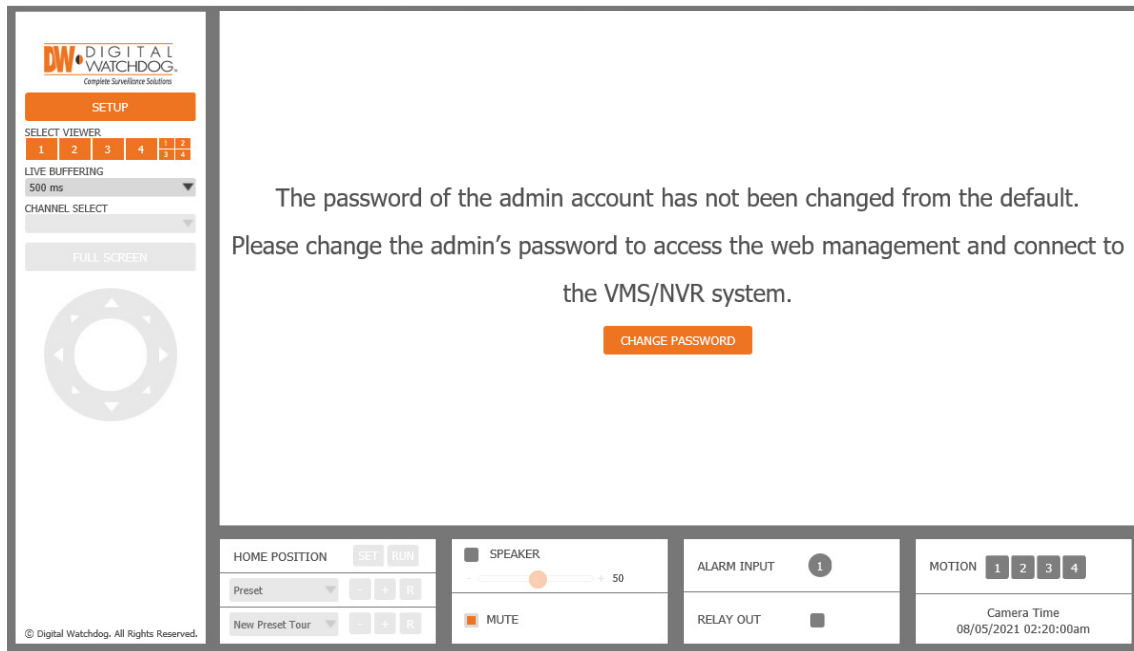 DW DIGITAL
WATCHDOG.
Complete Surveillance Solutions
SETUP
SELECT VIEWER
1 2 3 4 1 2
3 4
LIVE BUFFERING
500 ms
CHANNEL SELECT
FULL SCREEN
© Digital Watchdog. All Rights Reserved.
The password of the admin account has not been changed from the default.
Please change the admin's password to access the web management and connect to
the VMS/NVR system.
CHANGE PASSWORD
HOME POSITION SET RUN
Preset - + R
New Preset Tour - + R
SPEAKER
- + 50
MUTE
ALARM INPUT 1
RELAY OUT
MOTION 1 2 3 4
Camera Time
08/05/2021 02:20:00am